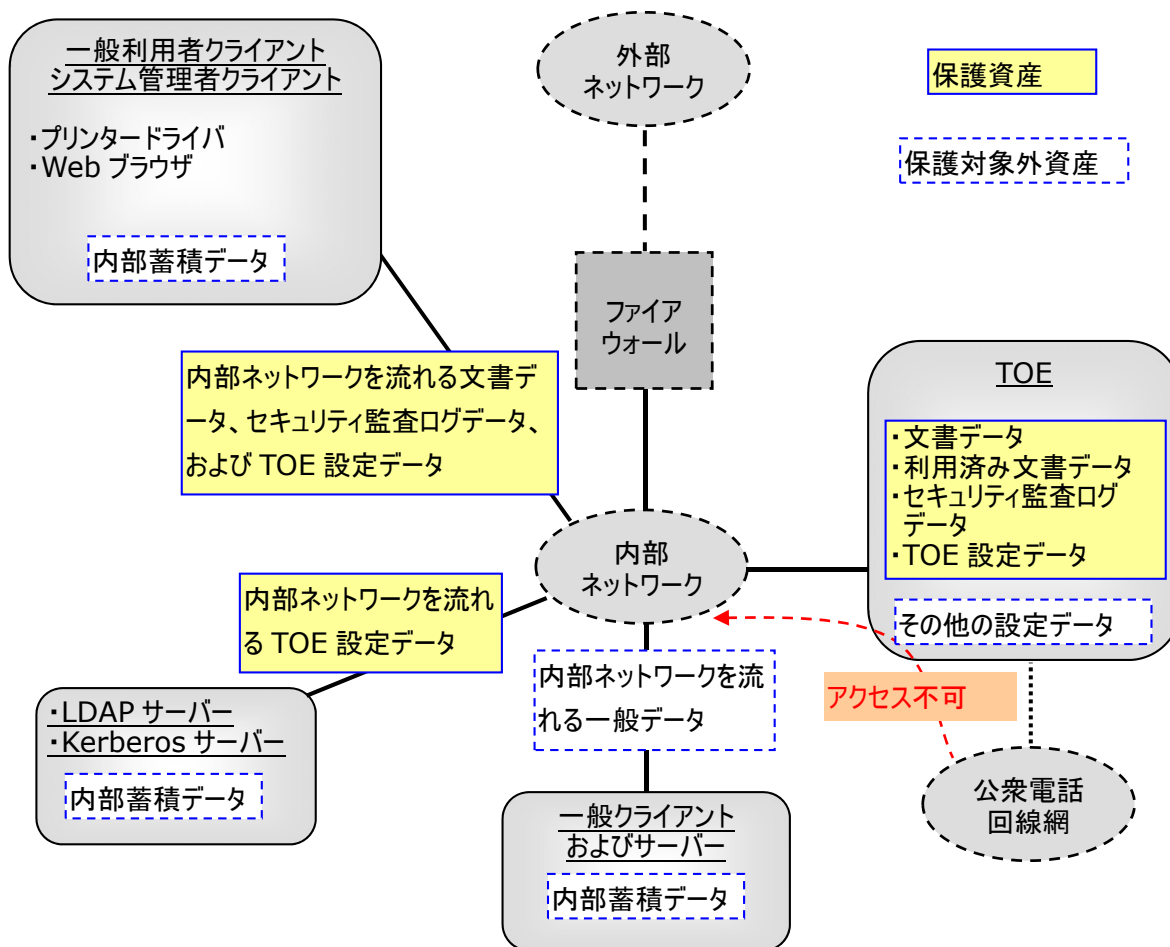 一般利用者クライアント
システム管理者クライアント
・プリンタードライバ
・Web ブラウザ
内部蓄積データ
外部
ネットワーク
保護資産
保護対象外資産
ファイア
ウォール
内部ネットワークを流れる文書デ
ータ、セキュリティ監査ログデータ、
および TOE 設定データ
TOE
・文書データ
・利用済み文書データ
・セキュリティ監査ログ
データ
・TOE 設定データ
その他の設定データ
内部
ネットワーク
内部ネットワークを流れ
る TOE 設定データ
内部ネットワークを流
れる一般データ
アクセス不可
・LDAP サーバー
・Kerberos サーバー
内部蓄積データ
公衆電話
回線網
一般クライアント
およびサーバー
内部蓄積データ